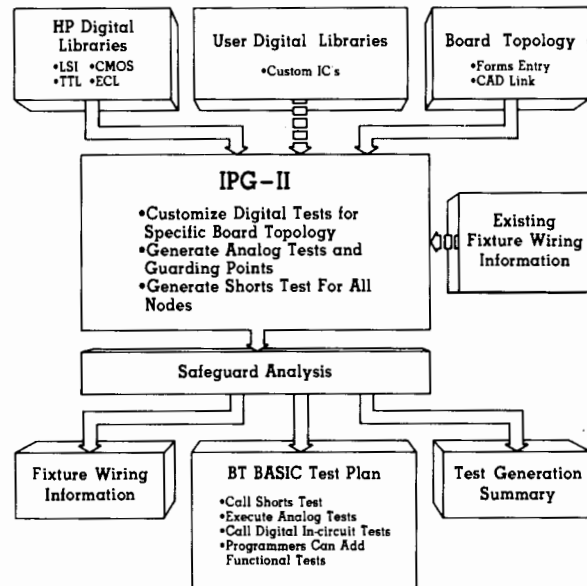 HP Digital
Libraries
•LSI •CMOS
•TTL •ECL
User Digital Libraries
•Custom IC's
Board Topology
•Forms Entry
•CAD Link
IPG-II
•Customize Digital Tests for
Specific Board Topology
•Generate Analog Tests and
Guarding Points
•Generate Shorts Test For All
Nodes
Existing
Fixture Wiring
Information
Safeguard Analysis
Fixture Wiring
Information
BT BASIC Test Plan
•Call Shorts Test
•Execute Analog Tests
•Call Digital In-circuit Tests
•Programmers Can Add
Functional Tests
Test Generation
Summary